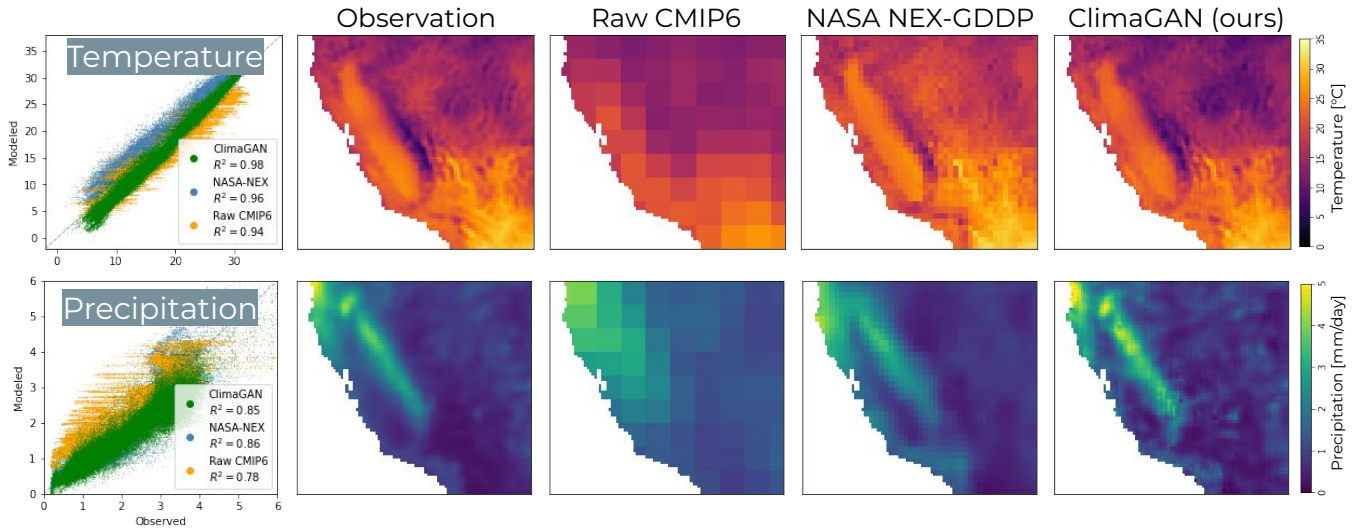 Observation
Raw CMIP6
NASA NEX-GDDP
ClimaGAN (ours)
Temperature
35
30
25
20
15
10
5
0
Modeled
ClimaGAN
R² = 0.98
NASA-NEX
R² = 0.96
Raw CMIP6
R² = 0.94
0
10
20
30
35
30
25
20
15
10
5
0
Temperature [°C]
Precipitation
6
5
4
3
2
1
0
Modeled
ClimaGAN
R² = 0.85
NASA-NEX
R² = 0.86
Raw CMIP6
R² = 0.78
0
1
2
3
4
5
6
Observed
5
4
3
2
1
0
Precipitation [mm/day]